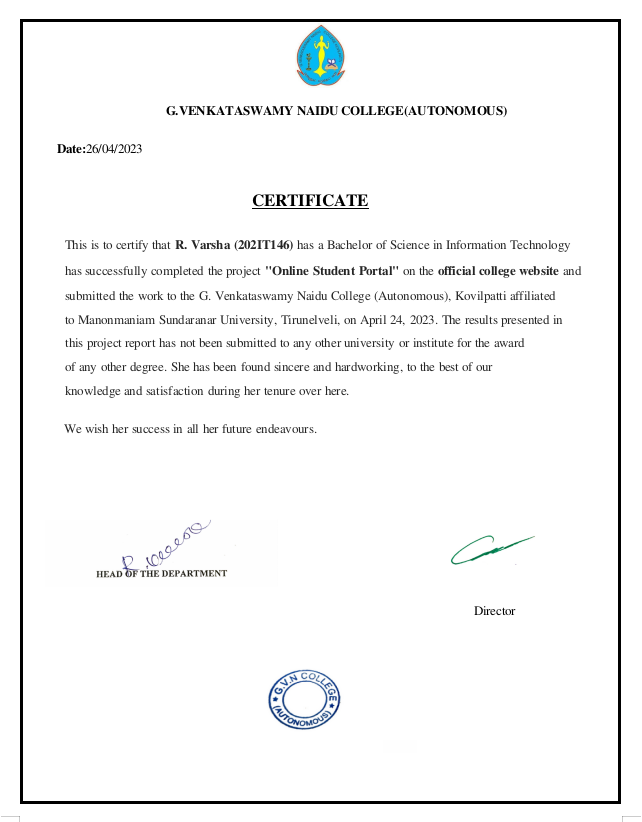 G.VENKATASWAMY NAIDU COLLEGE(AUTONOMOUS)
Date:26/04/2023
CERTIFICATE
This is to certify that R. Varsha (202IT146) has a Bachelor of Science in Information Technology
has successfully completed the project "Online Student Portal" on the official college website and
submitted the work to the G. Venkataswamy Naidu College (Autonomous), Kovilpatti affiliated
to Manonmaniam Sundaranar University, Tirunelveli, on April 24, 2023. The results presented in
this project report has not been submitted to any other university or institute for the award
of any other degree. She has been found sincere and hardworking, to the best of our
knowledge and satisfaction during her tenure over here.
We wish her success in all her future endeavours.
HEAD OF THE DEPARTMENT
Director
G.V.N COLLEGE
(AUTONOMOUS)